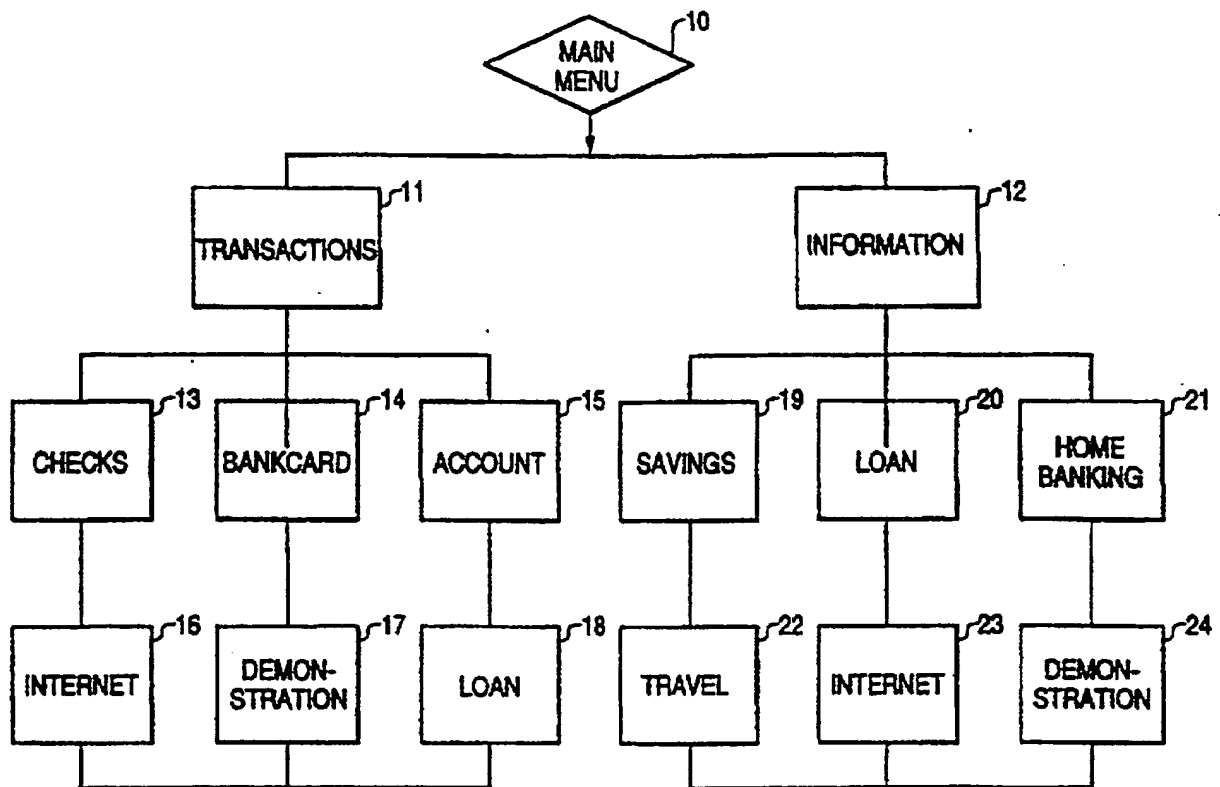 10
MAIN
MENU
11
TRANSACTIONS
12
INFORMATION
13
CHECKS
14
BANKCARD
15
ACCOUNT
19
SAVINGS
20
LOAN
21
HOME
BANKING
16
INTERNET
17
DEMON-
STRATION
18
LOAN
22
TRAVEL
23
INTERNET
24
DEMON-
STRATION